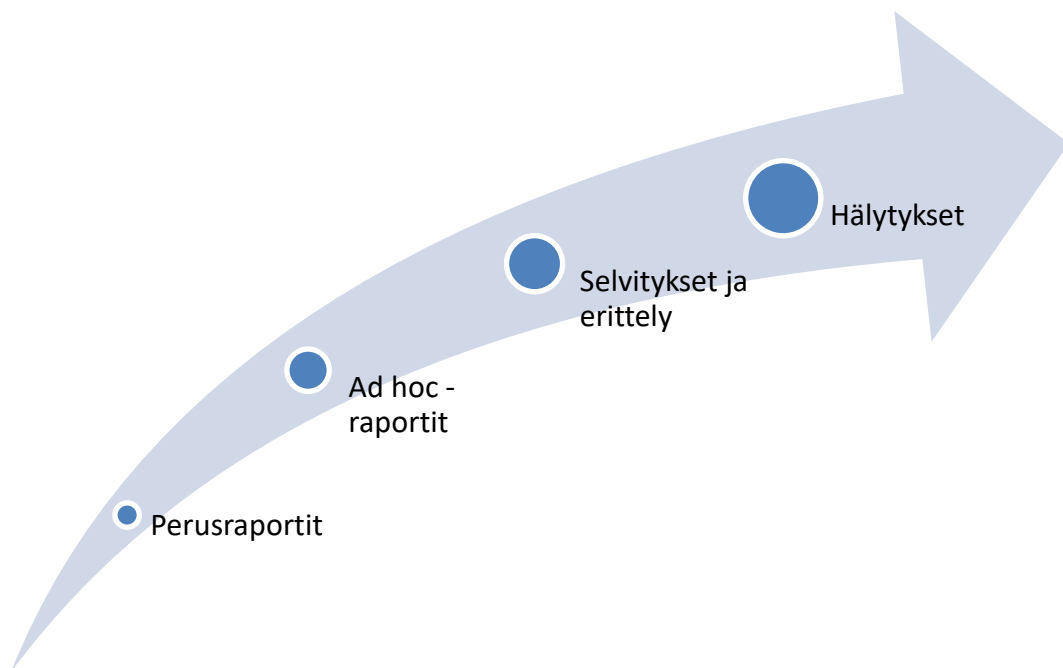 Hälytykset
Selvitykset ja
erittely
Ad hoc -
raportit
Perusraportit